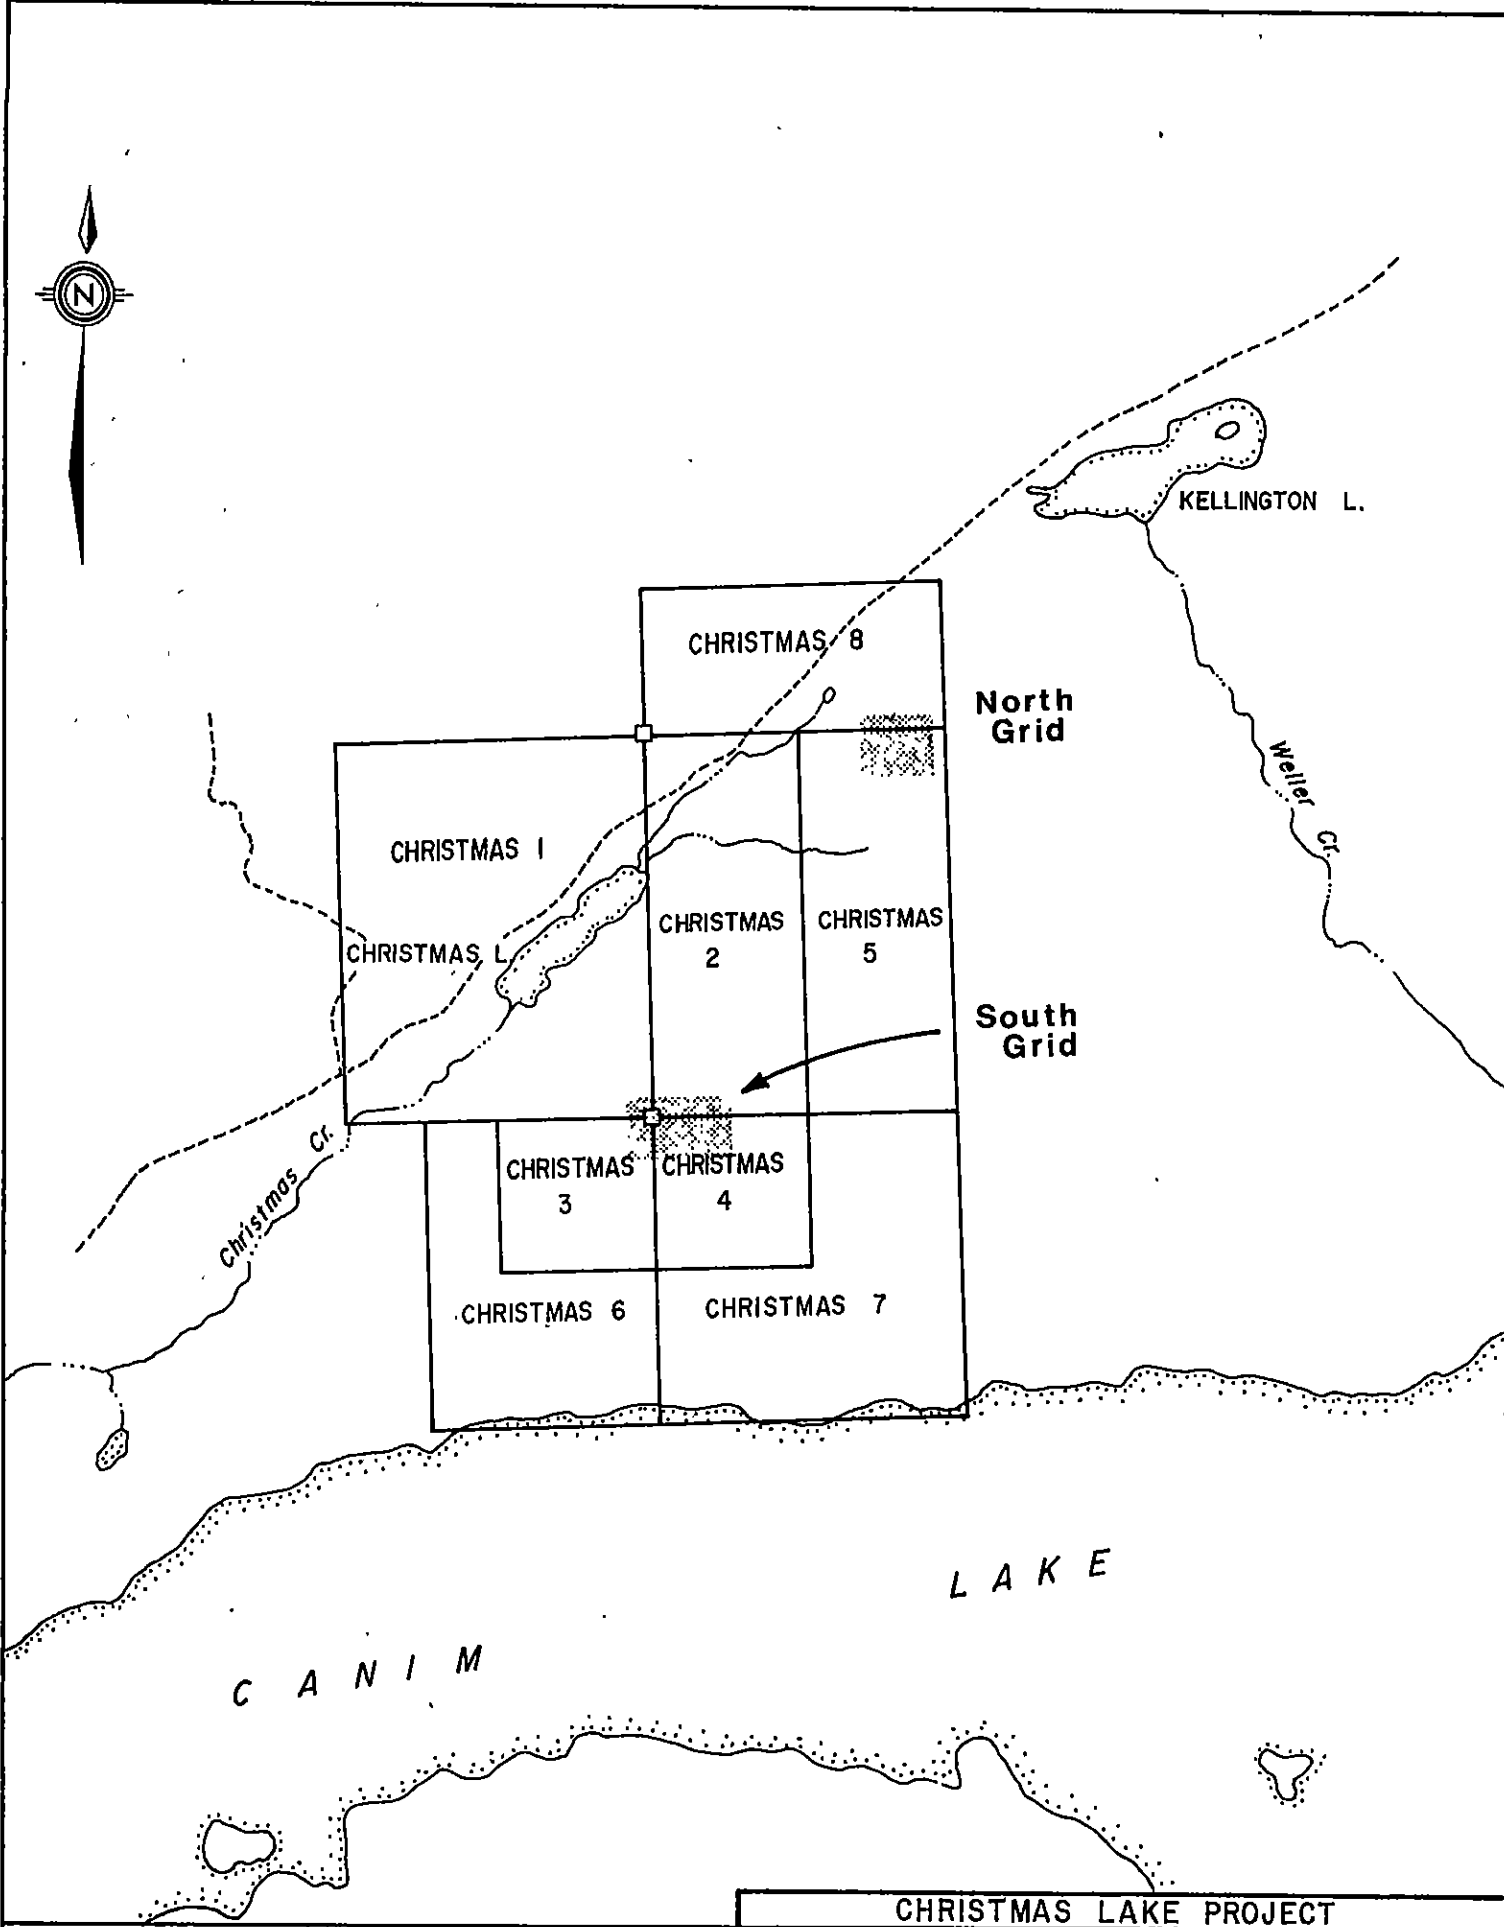 N
KELLINGTON L.
CHRISTMAS 8
North
Grid
Weller Cr.
CHRISTMAS 1
CHRISTMAS L.
CHRISTMAS
2
CHRISTMAS
5
South
Grid
Christmas Cr.
CHRISTMAS
3
CHRISTMAS
4
CHRISTMAS 6
CHRISTMAS 7
CANIM LAKE
CHRISTMAS LAKE PROJECT